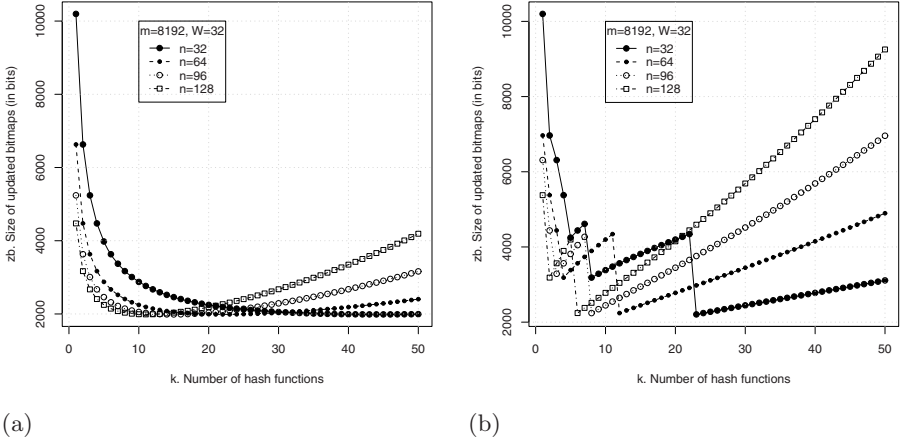 m=8192, W=32
n=32
n=64
n=96
n=128
zb. Size of updated bitmaps (in bits)
10000
8000
6000
4000
2000
0 10 20 30 40 50
k. Number of hash functions
(a)
m=8192, W=32
n=32
n=64
n=96
n=128
zb. Size of updated bitmaps (in bits)
10000
8000
6000
4000
2000
0 10 20 30 40 50
k. Number of hash functions
(b)